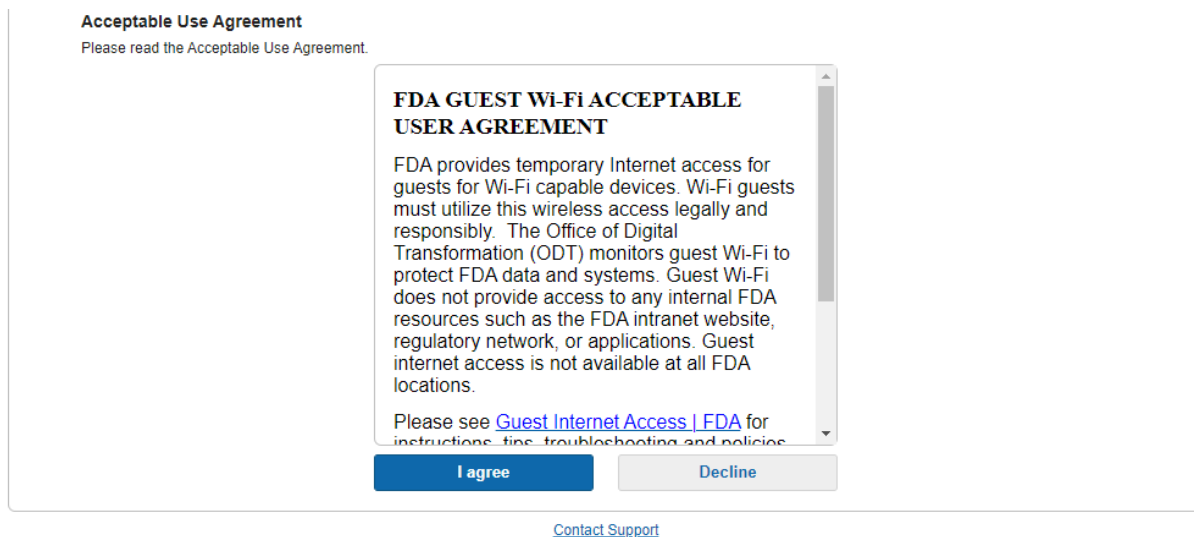 Acceptable Use Agreement
Please read the Acceptable Use Agreement.
FDA GUEST Wi-Fi ACCEPTABLE
USER AGREEMENT
FDA provides temporary Internet access for
guests for Wi-Fi capable devices. Wi-Fi guests
must utilize this wireless access legally and
responsibly.  The Office of Digital
Transformation (ODT) monitors guest Wi-Fi to
protect FDA data and systems. Guest Wi-Fi
does not provide access to any internal FDA
resources such as the FDA intranet website,
regulatory network, or applications. Guest
internet access is not available at all FDA
locations.
Please see Guest Internet Access | FDA for
instructions, tips, troubleshooting and policies
I agree
Decline
Contact Support